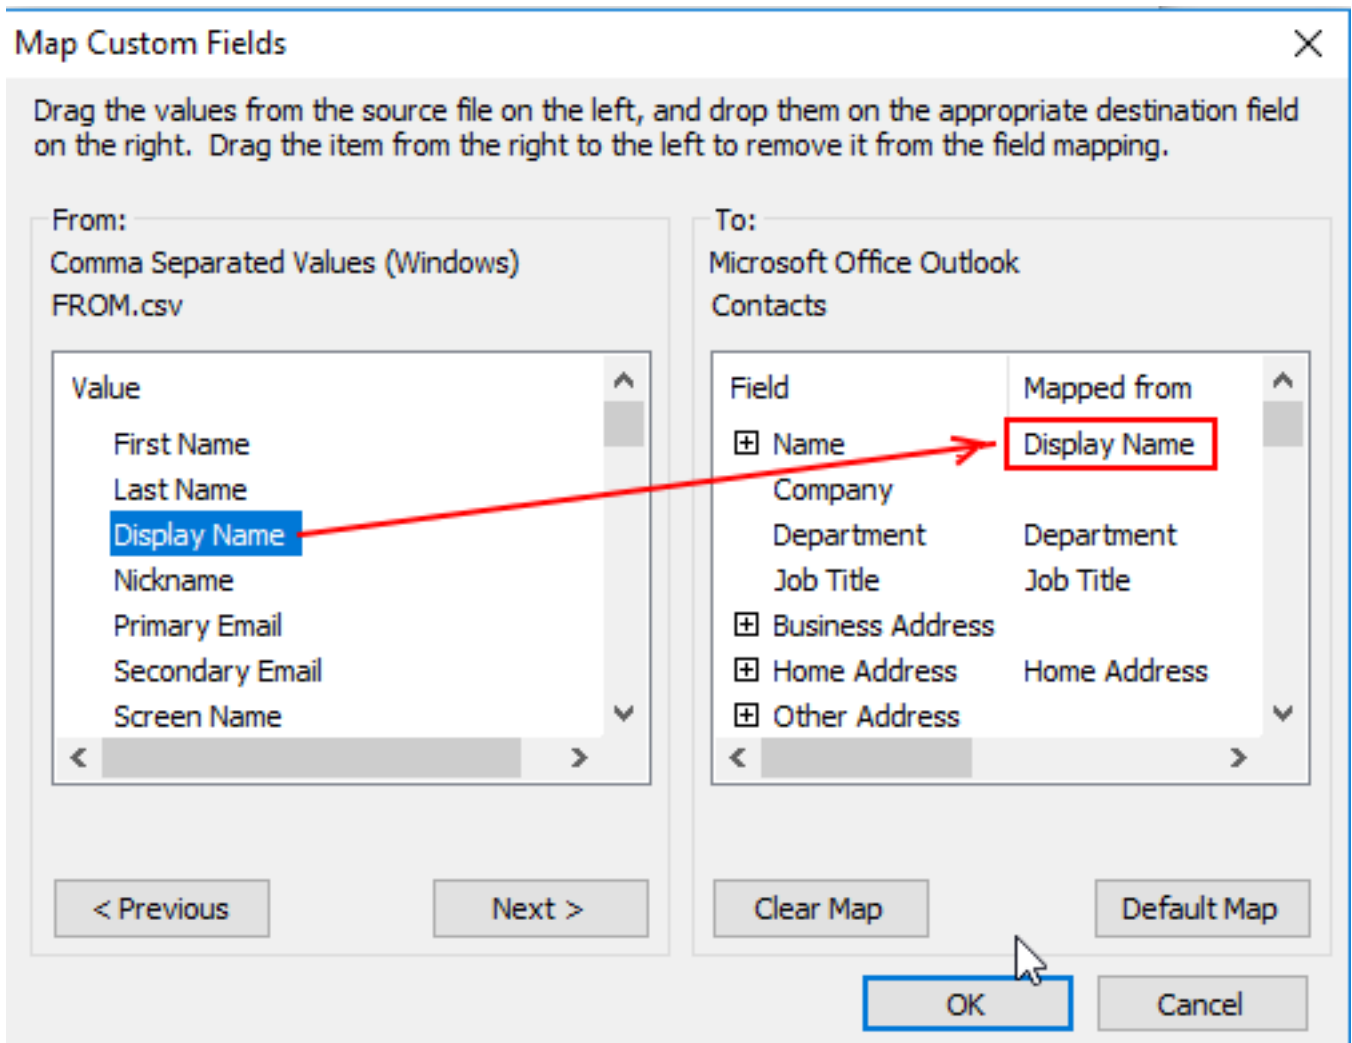 Map Custom Fields
Drag the values from the source file on the left, and drop them on the appropriate destination field
on the right. Drag the item from the right to the left to remove it from the field mapping.
From:
Comma Separated Values (Windows)
FROM.csv
Value
First Name
Last Name
Display Name
Nickname
Primary Email
Secondary Email
Screen Name
< Previous
Next >
To:
Microsoft Office Outlook
Contacts
Field Mapped from
Name Display Name
Company
Department Department
Job Title Job Title
Business Address
Home Address Home Address
Other Address
Clear Map
Default Map
OK
Cancel